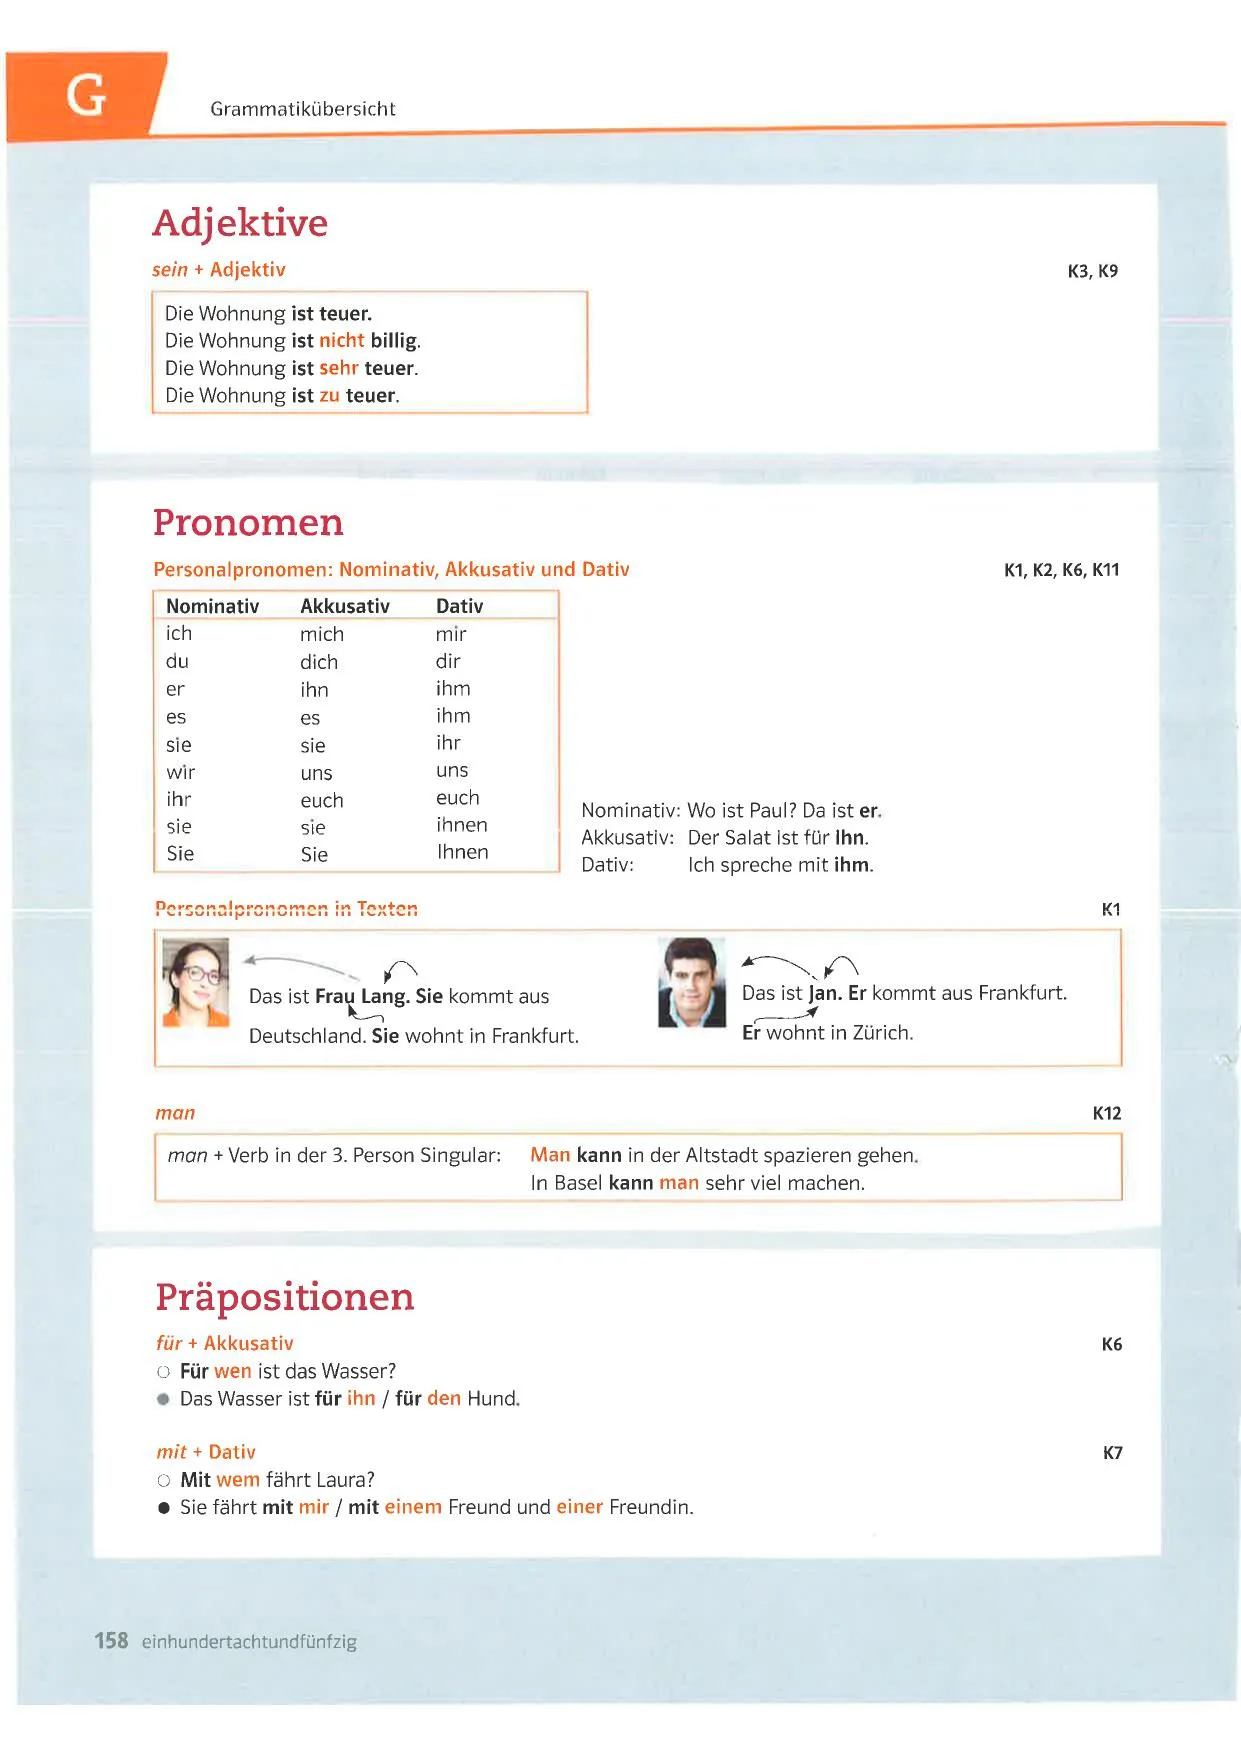 G
Grammatikübersicht
Adjektive
sein + Adjektiv K3, K9
Die Wohnung ist teuer.
Die Wohnung ist nicht billig.
Die Wohnung ist sehr teuer.
Die Wohnung ist zu teuer.
Pronomen
Personalpronomen: Nominativ, Akkusativ und Dativ K1, K2, K6, K11
Nominativ Akkusativ Dativ
ich mich mir
du dich dir
er ihn ihm
es es ihm
sie sie ihr
wir uns uns
ihr euch euch
sie sie ihnen
Sie Sie Ihnen
Nominativ: Wo ist Paul? Da ist er.
Akkusativ: Der Salat ist für ihn.
Dativ: Ich spreche mit ihm.
Personalpronomen in Texten K1
Das ist Frau Lang. Sie kommt aus
Deutschland. Sie wohnt in Frankfurt.
Das ist Jan. Er kommt aus Frankfurt.
Er wohnt in Zürich.
man K12
man + Verb in der 3. Person Singular: Man kann in der Altstadt spazieren gehen.
In Basel kann man sehr viel machen.
Präpositionen
für + Akkusativ K6
Für wen ist das Wasser?
Das Wasser ist für ihn / für den Hund.
mit + Dativ K7
Mit wem fährt Laura?
Sie fährt mit mir / mit einem Freund und einer Freundin.
158 einhundertachtundfünfzig